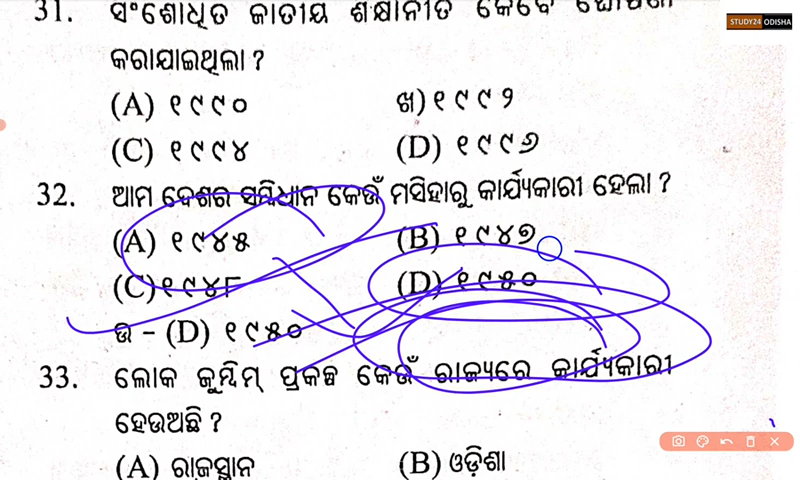 STUDY24 ODISHA
31. ସଂଶୋଧିତ ଜାତୀୟ ଶିକ୍ଷାନୀତି କେବେ ଘୋଷଣା
କରାଯାଇଥିଲା ?
(A) ୧୯୯୦ ଖ) ୧୯୯୨
(C) ୧୯୯୪ (D) ୧୯୯୬
32. ଆମ ଦେଶର ସମ୍ବିଧାନ କେଉଁ ମସିହାରୁ କାର୍ଯ୍ୟକାରୀ ହେଲା ?
(A) ୧୯୪୫ (B) ୧୯୪୭
(C) ୧୯୪୮ (D) ୧୯୫୦
ଉ – (D) ୧୯୫୦
33. ଲୋକ ଜୁମ୍ବିମ୍ ପ୍ରକଳ୍ପ କେଉଁ ରାଜ୍ୟରେ କାର୍ଯ୍ୟକାରୀ
ହେଉଅଛି ?
(A) ରାଜସ୍ଥାନ (B) ଓଡ଼ିଶା